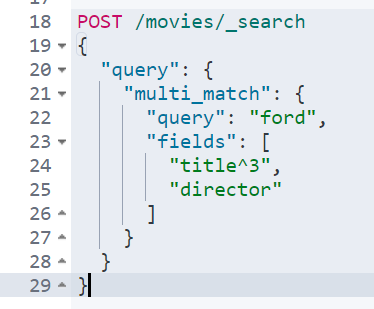 18 POST /movies/_search
19 {
20 "query": {
21 "multi_match": {
22 "query": "ford",
23 "fields": [
24 "title^3",
25 "director"
26 ]
27 }
28 }
29 }